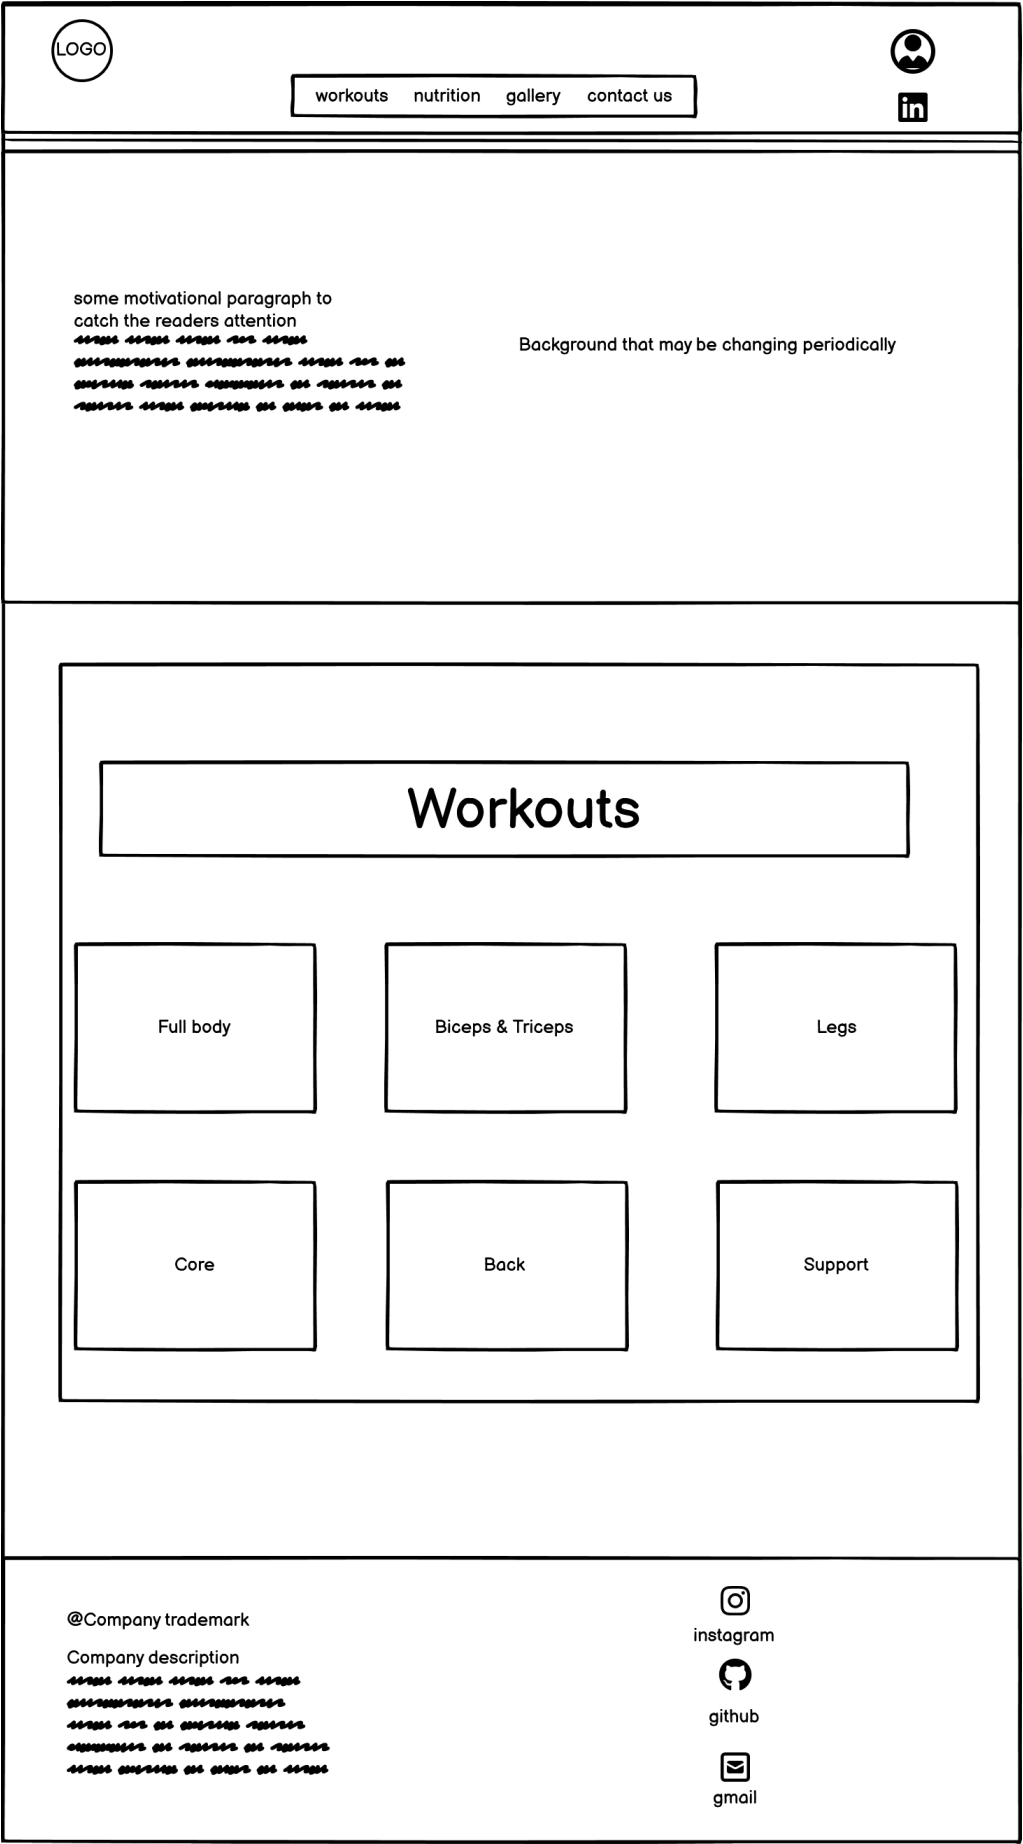 LOGO
workouts nutrition gallery contact us
in
some motivational paragraph to
catch the readers attention
Background that may be changing periodically
Workouts
Full body
Biceps & Triceps
Legs
Core
Back
Support
@Company trademark
Company description
instagram
github
gmail